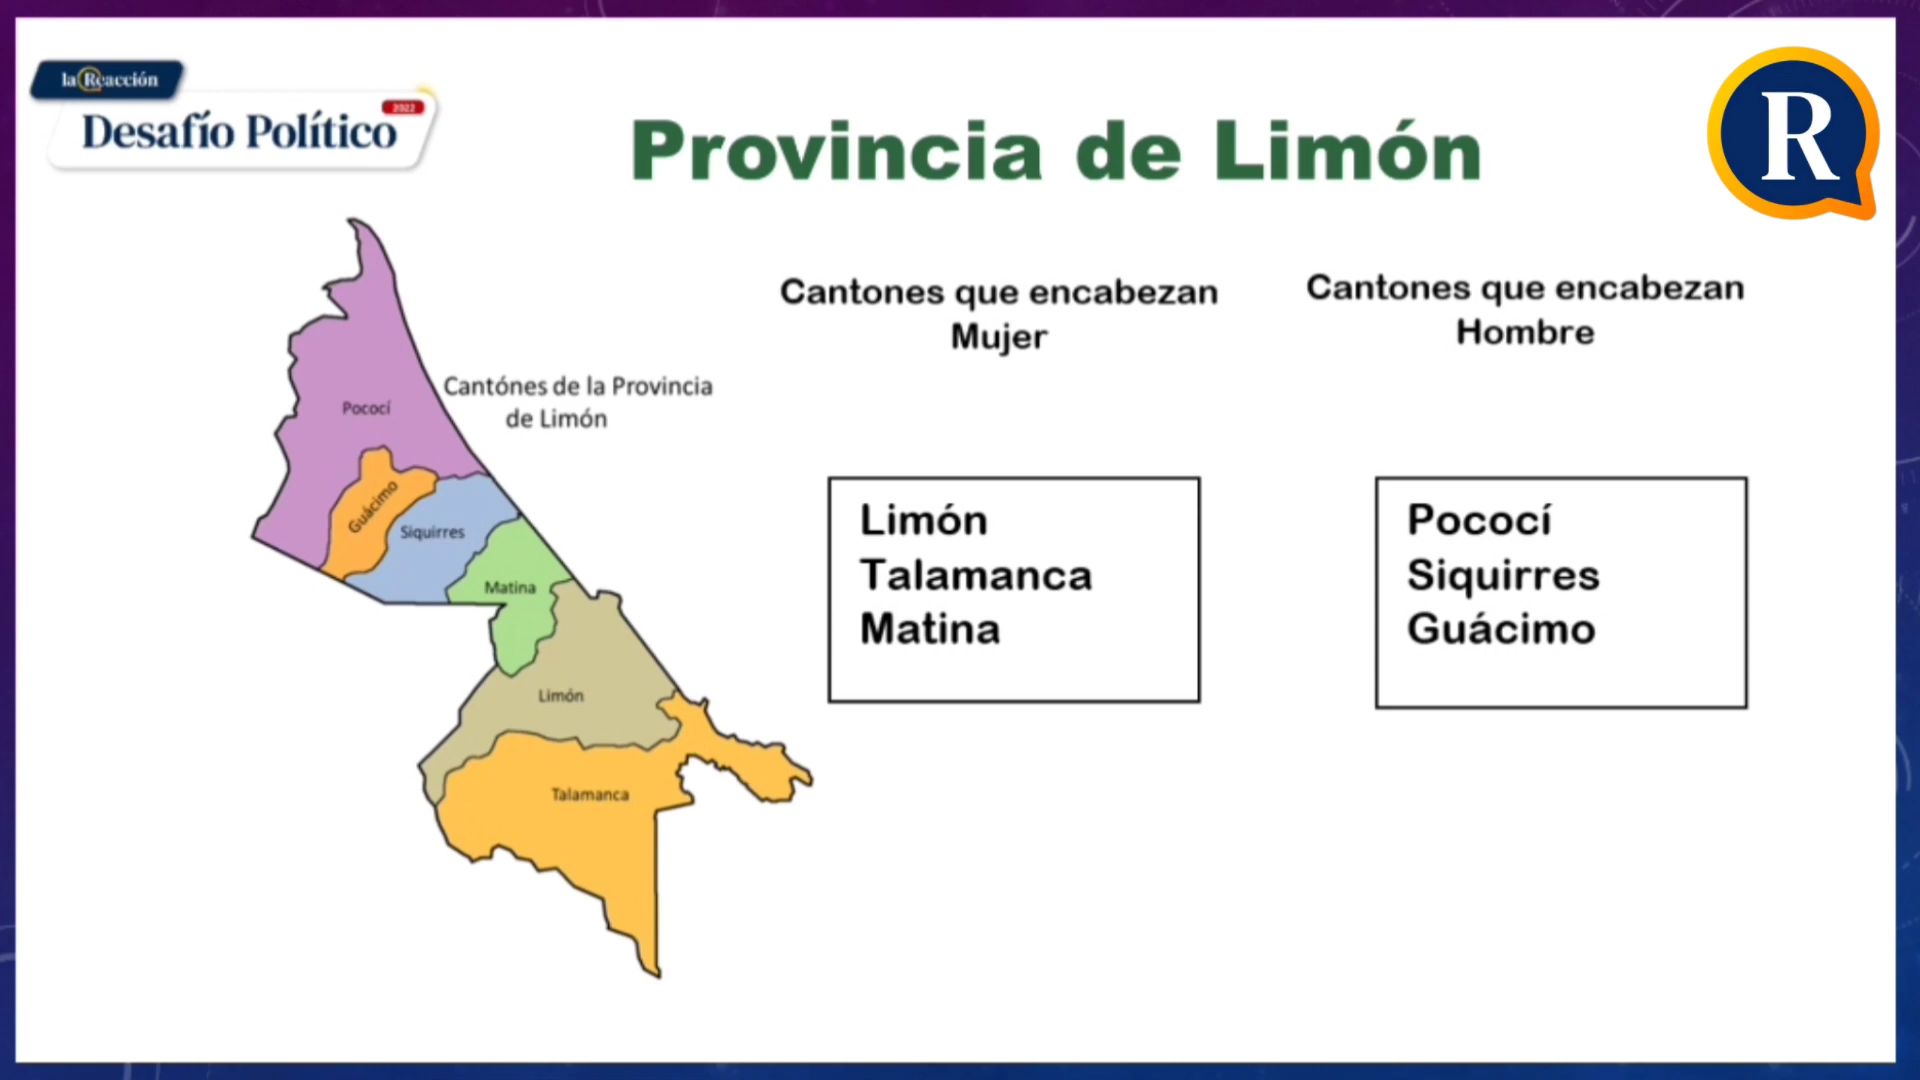 la Reacción
Desafío Político
2022
R
Provincia de Limón
Cantones que encabezan
Mujer
Cantones que encabezan
Hombre
Cantónes de la Provincia
de Limón
Pococí
Guácimo
Siquirres
Matina
Limón
Talamanca
Limón
Talamanca
Matina
Pococí
Siquirres
Guácimo